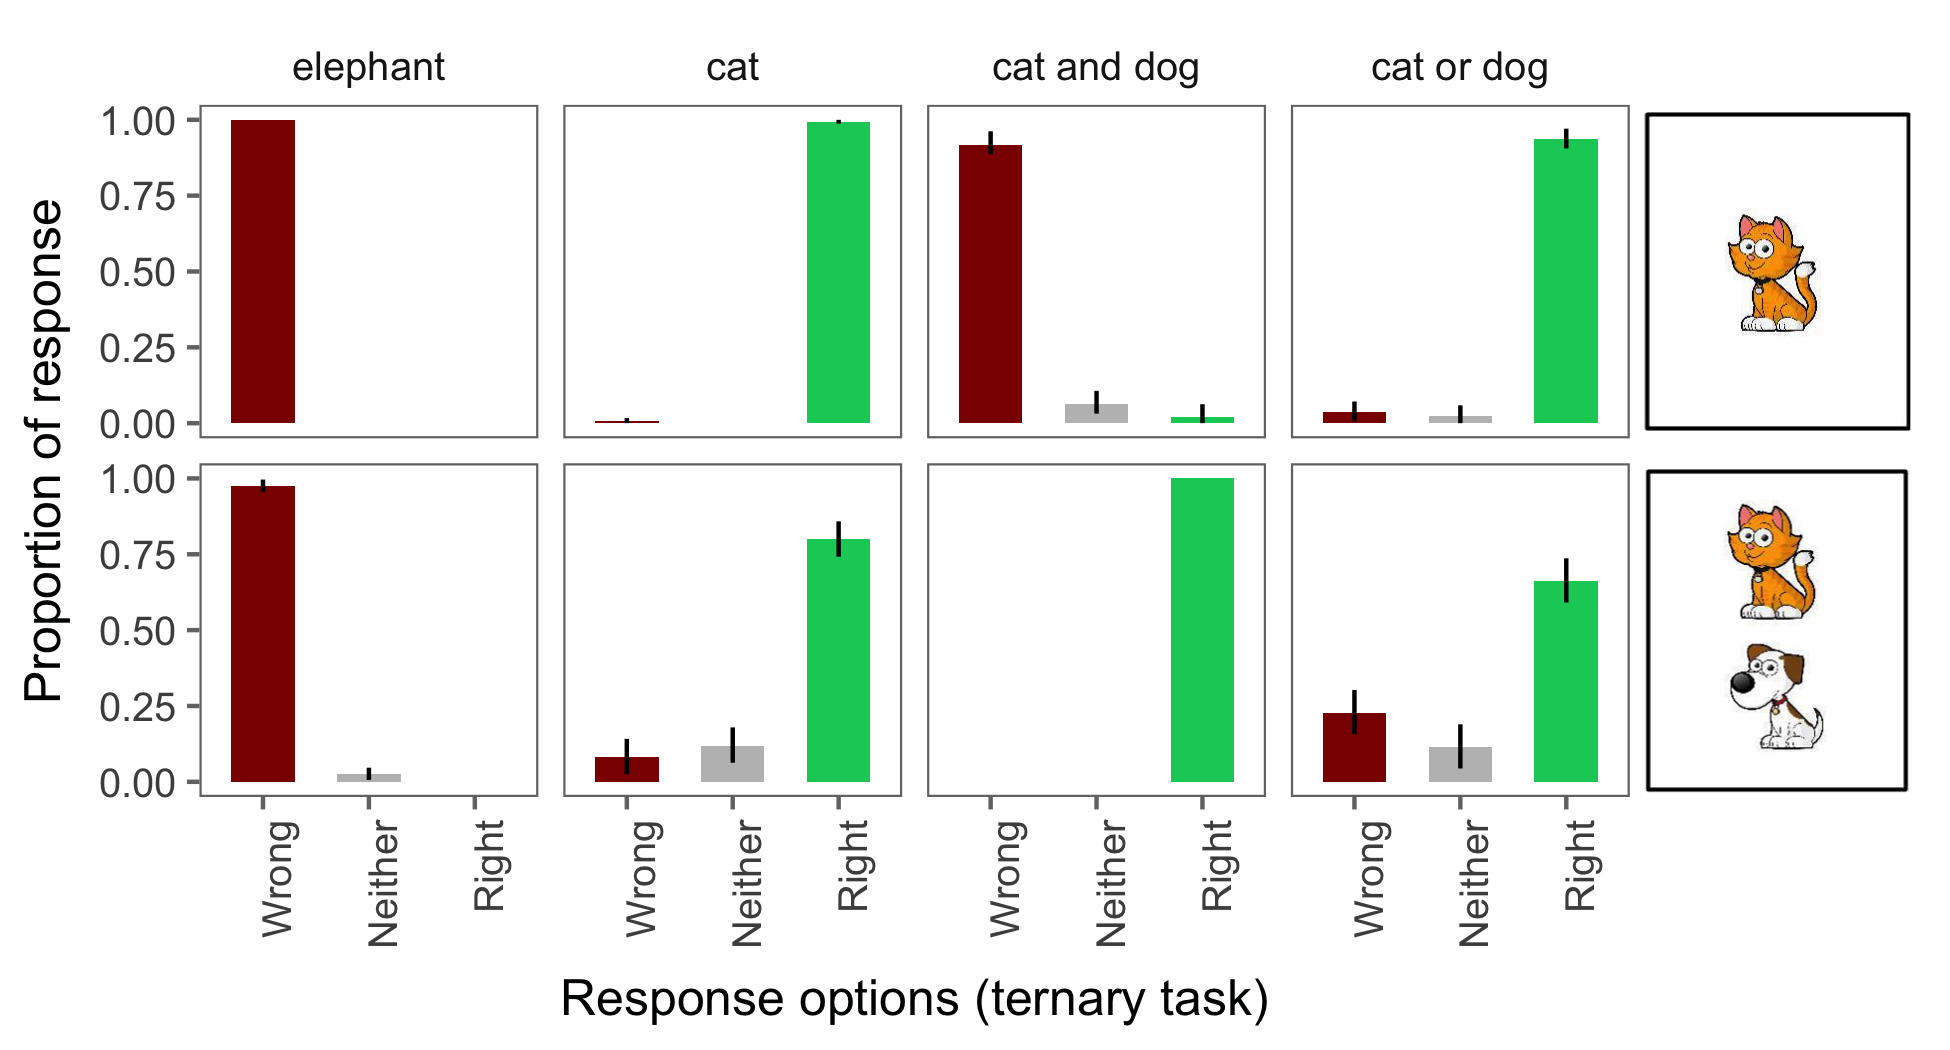 elephant cat cat and dog cat or dog
1.00
0.75
0.50
0.25
0.00
1.00
0.75
0.50
0.25
0.00
Proportion of response
Wrong Neither Right Wrong Neither Right Wrong Neither Right Wrong Neither Right
Response options (ternary task)